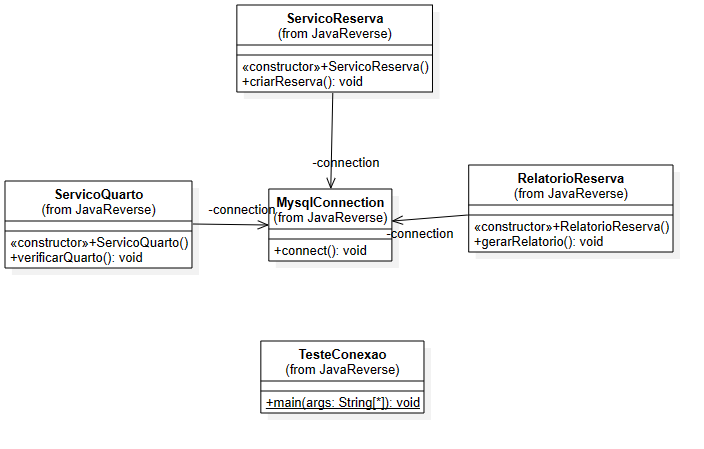 ServicoReserva
(from JavaReverse)
«constructor»+ServicoReserva()
+criarReserva(): void
-connection
ServicoQuarto
(from JavaReverse)
«constructor»+ServicoQuarto()
+verificarQuarto(): void
-connection
MysqlConnection
(from JavaReverse)
+connect(): void
RelatorioReserva
(from JavaReverse)
«constructor»+RelatorioReserva()
+gerarRelatorio(): void
-connection
TesteConexao
(from JavaReverse)
+main(args: String[*]): void